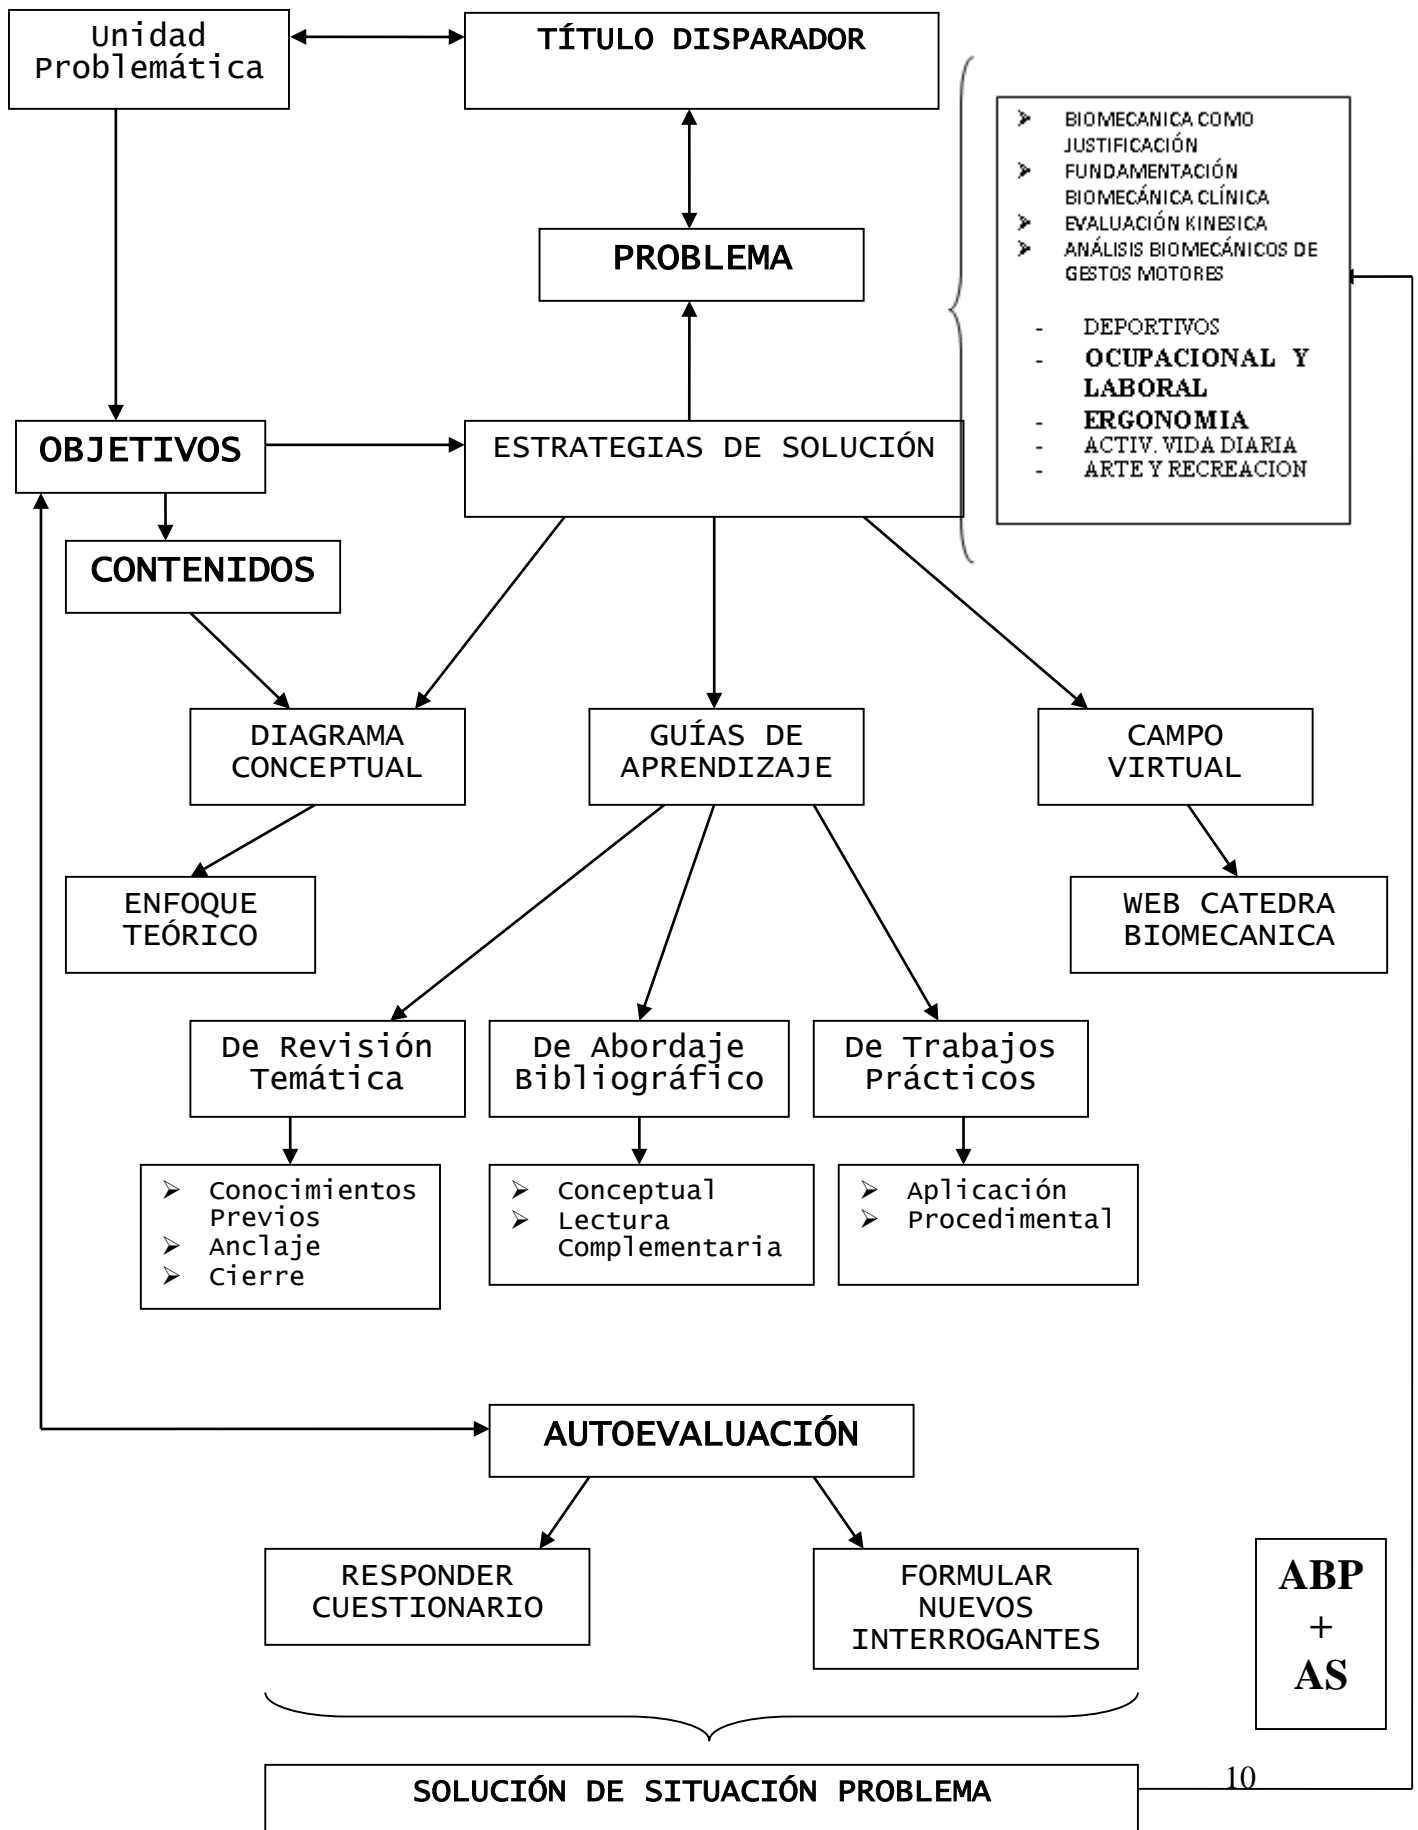 Unidad
Problemática
TÍTULO DISPARADOR
➢ BIOMECANICA COMO
JUSTIFICACIÓN
➢ FUNDAMENTACIÓN
BIOMECÁNICA CLÍNICA
➢ EVALUACIÓN KINESICA
➢ ANÁLISIS BIOMECÁNICOS DE
GESTOS MOTORES
- DEPORTIVOS
- OCUPACIONAL Y
LABORAL
- ERGONOMIA
- ACTIV. VIDA DIARIA
- ARTE Y RECREACION
PROBLEMA
OBJETIVOS
ESTRATEGIAS DE SOLUCIÓN
CONTENIDOS
DIAGRAMA
CONCEPTUAL
GUÍAS DE
APRENDIZAJE
CAMPO
VIRTUAL
ENFOQUE
TEÓRICO
WEB CATEDRA
BIOMECANICA
De Revisión
Temática
De Abordaje
Bibliográfico
De Trabajos
Prácticos
➢ Conocimientos
Previos
➢ Anclaje
➢ Cierre
➢ Conceptual
➢ Lectura
Complementaria
➢ Aplicación
➢ Procedimental
AUTOEVALUACIÓN
RESPONDER
CUESTIONARIO
FORMULAR
NUEVOS
INTERROGANTES
ABP
+
AS
SOLUCIÓN DE SITUACIÓN PROBLEMA
10